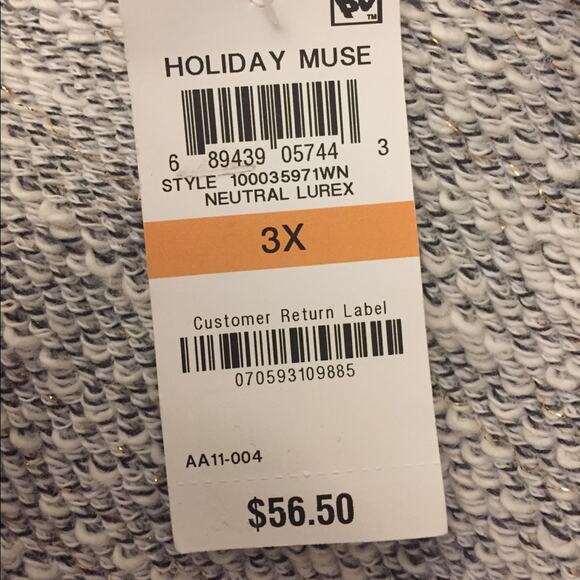 TM
HOLIDAY MUSE
6 89439 05744 3
STYLE 100035971WN
NEUTRAL LUREX
3X
Customer Return Label
070593109885
AA11-004
$56.50